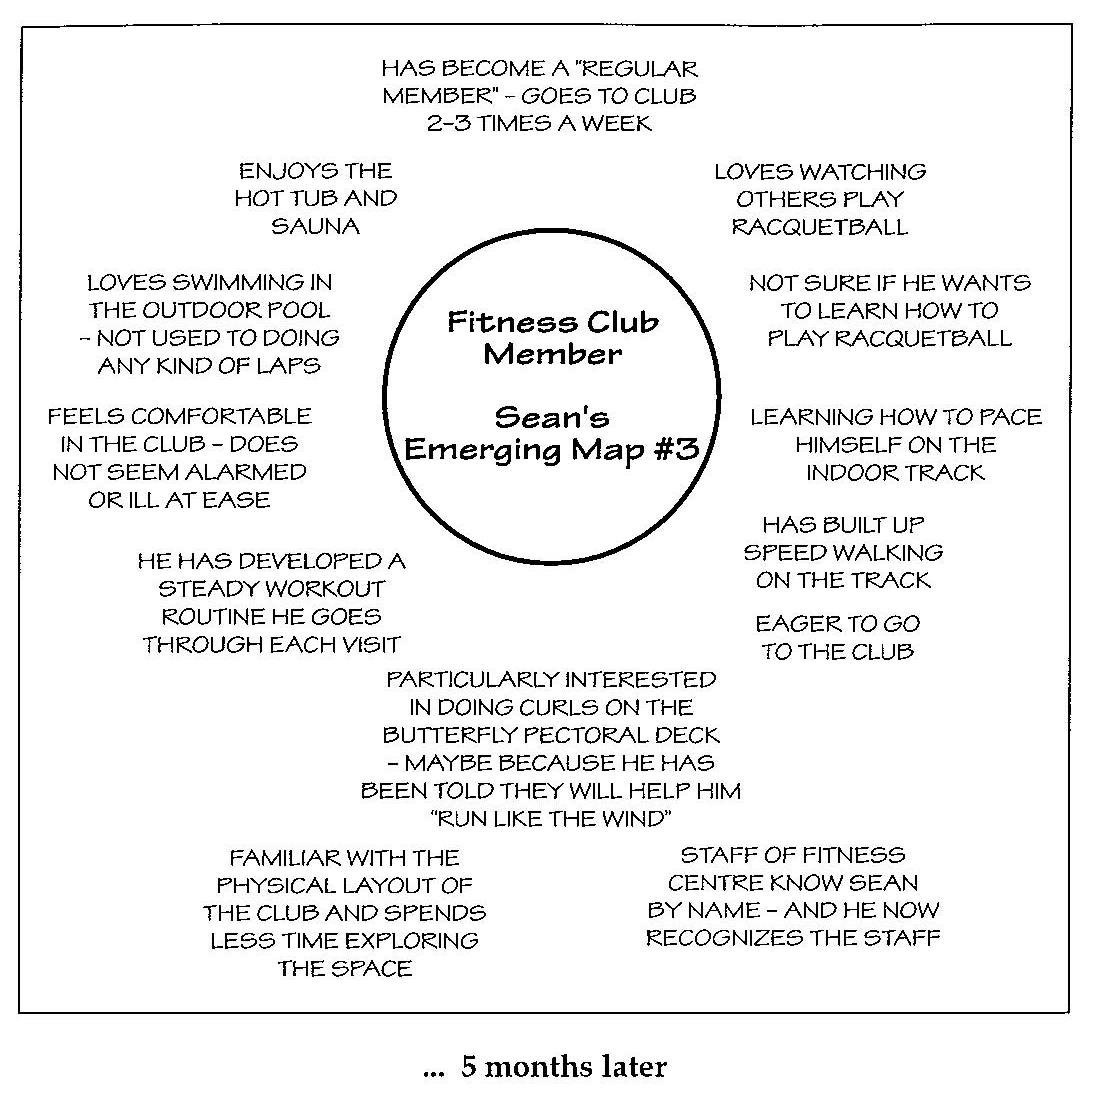 HAS BECOME A "REGULAR
MEMBER" – GOES TO CLUB
2–3 TIMES A WEEK
ENJOYS THE
HOT TUB AND
SAUNA
LOVES WATCHING
OTHERS PLAY
RACQUETBALL
LOVES SWIMMING IN
THE OUTDOOR POOL
– NOT USED TO DOING
ANY KIND OF LAPS
NOT SURE IF HE WANTS
TO LEARN HOW TO
PLAY RACQUETBALL
Fitness Club
Member
Sean's
Emerging Map #3
FEELS COMFORTABLE
IN THE CLUB – DOES
NOT SEEM ALARMED
OR ILL AT EASE
LEARNING HOW TO PACE
HIMSELF ON THE
INDOOR TRACK
HAS BUILT UP
SPEED WALKING
ON THE TRACK
HE HAS DEVELOPED A
STEADY WORKOUT
ROUTINE HE GOES
THROUGH EACH VISIT
EAGER TO GO
TO THE CLUB
PARTICULARLY INTERESTED
IN DOING CURLS ON THE
BUTTERFLY PECTORAL DECK
– MAYBE BECAUSE HE HAS
BEEN TOLD THEY WILL HELP HIM
"RUN LIKE THE WIND"
FAMILIAR WITH THE
PHYSICAL LAYOUT OF
THE CLUB AND SPENDS
LESS TIME EXPLORING
THE SPACE
STAFF OF FITNESS
CENTRE KNOW SEAN
BY NAME – AND HE NOW
RECOGNIZES THE STAFF
... 5 months later